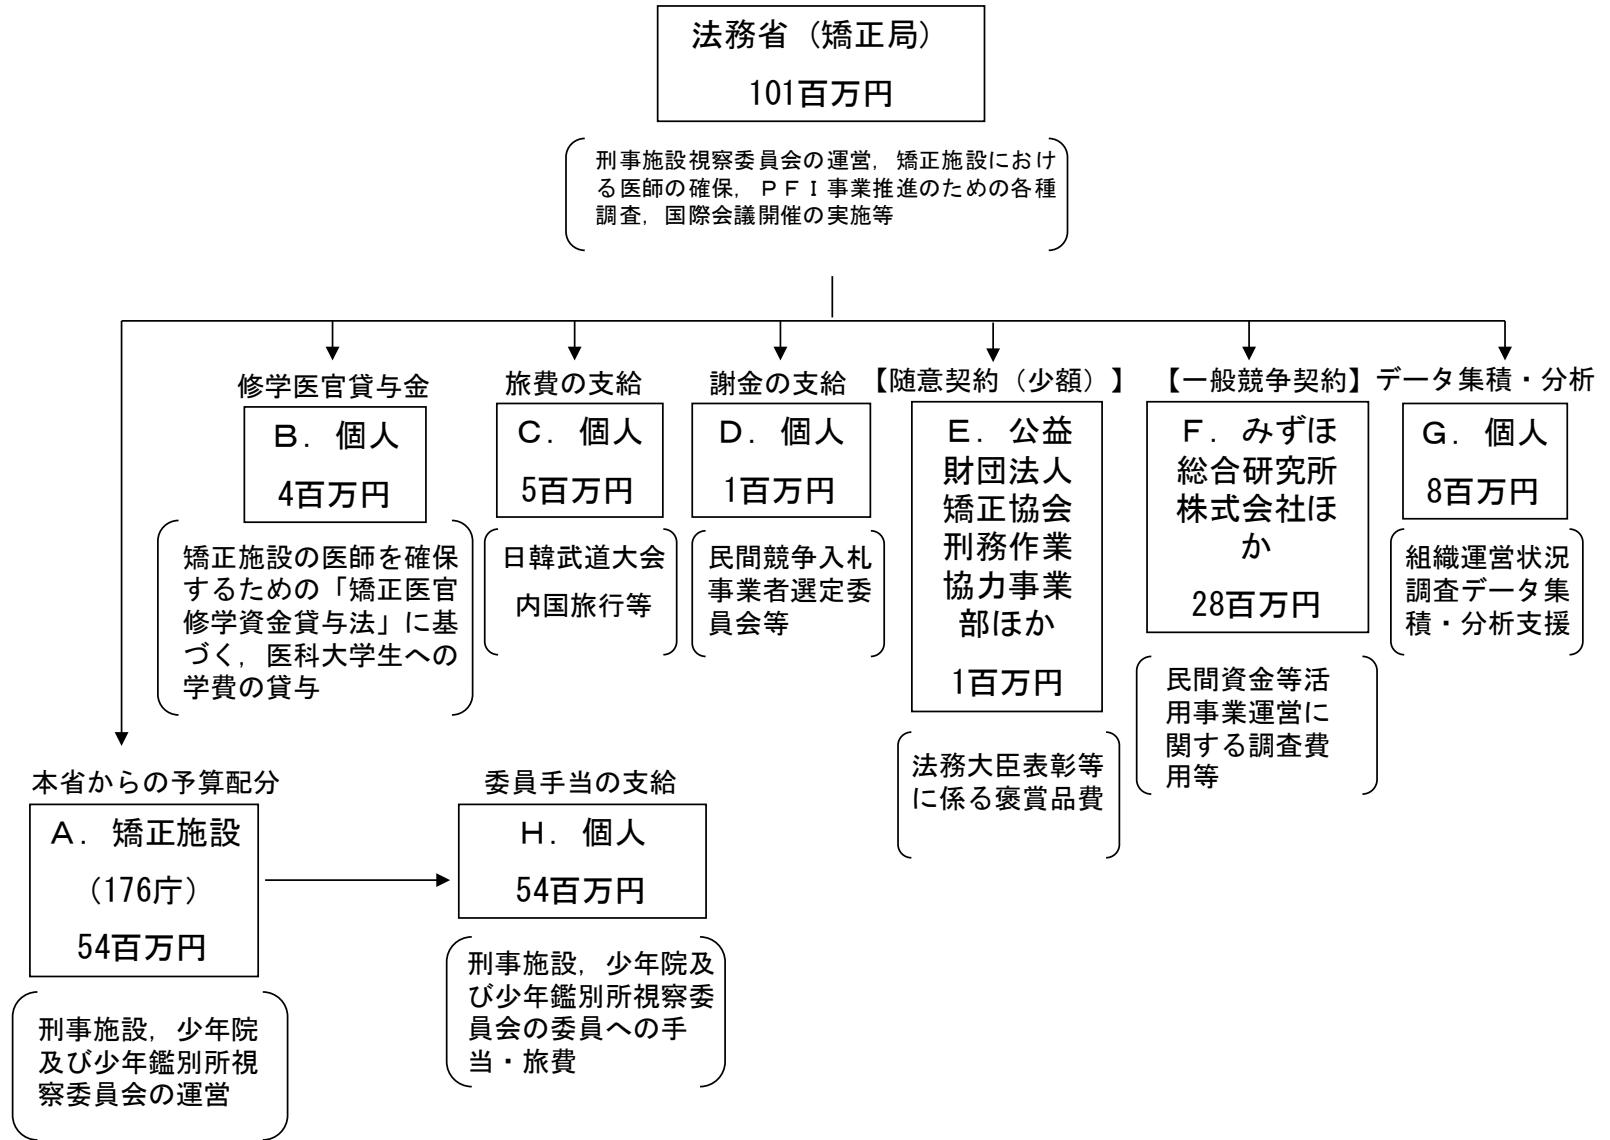 法務省（矯正局）
101百万円
刑事施設視察委員会の運営，矯正施設におけ
る医師の確保，ＰＦＩ事業推進のための各種
調査，国際会議開催の実施等
修学医官貸与金
Ｂ．個人
4百万円
矯正施設の医師を確保
するための「矯正医官
修学資金貸与法」に基
づく，医科大学生への
学費の貸与
旅費の支給
Ｃ．個人
5百万円
日韓武道大会
内国旅行等
謝金の支給
Ｄ．個人
1百万円
民間競争入札
事業者選定委
員会等
【随意契約（少額）】
Ｅ．公益
財団法人
矯正協会
刑務作業
協力事業
部ほか
1百万円
法務大臣表彰等
に係る褒賞品費
【一般競争契約】
Ｆ．みずほ
総合研究所
株式会社ほ
か
28百万円
民間資金等活
用事業運営に
関する調査費
用等
データ集積・分析
Ｇ．個人
8百万円
組織運営状況
調査データ集
積・分析支援
本省からの予算配分
Ａ．矯正施設
（176庁）
54百万円
刑事施設，少年院
及び少年鑑別所視
察委員会の運営
委員手当の支給
Ｈ．個人
54百万円
刑事施設，少年院及
び少年鑑別所視察委
員会の委員への手
当・旅費